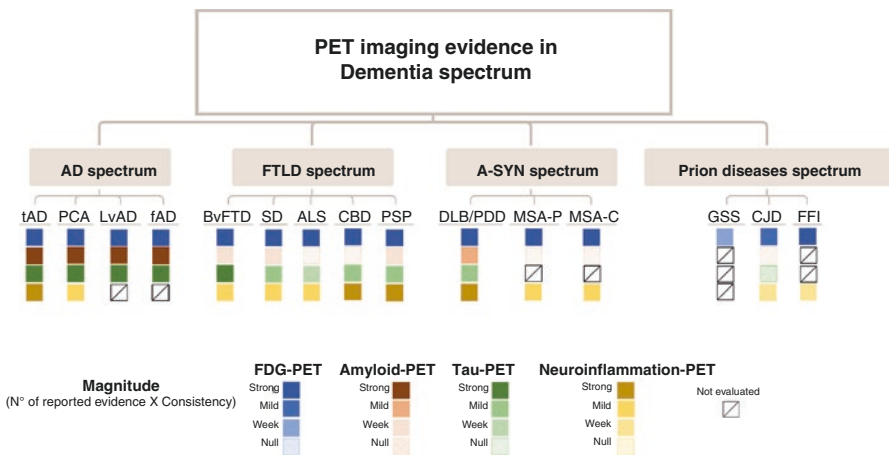 PET imaging evidence in
Dementia spectrum
AD spectrum
FTLD spectrum
A-SYN spectrum
Prion diseases spectrum
tAD PCA LvAD fAD
BvFTD SD ALS CBD PSP
DLB/PDD MSA-P MSA-C
GSS CJD FFI
Magnitude
(N° of reported evidence X Consistency)
FDG-PET
Strong
Mild
Week
Null
Amyloid-PET
Strong
Mild
Week
Null
Tau-PET
Strong
Mild
Week
Null
Neuroinflammation-PET
Strong
Mild
Week
Null
Not evaluated